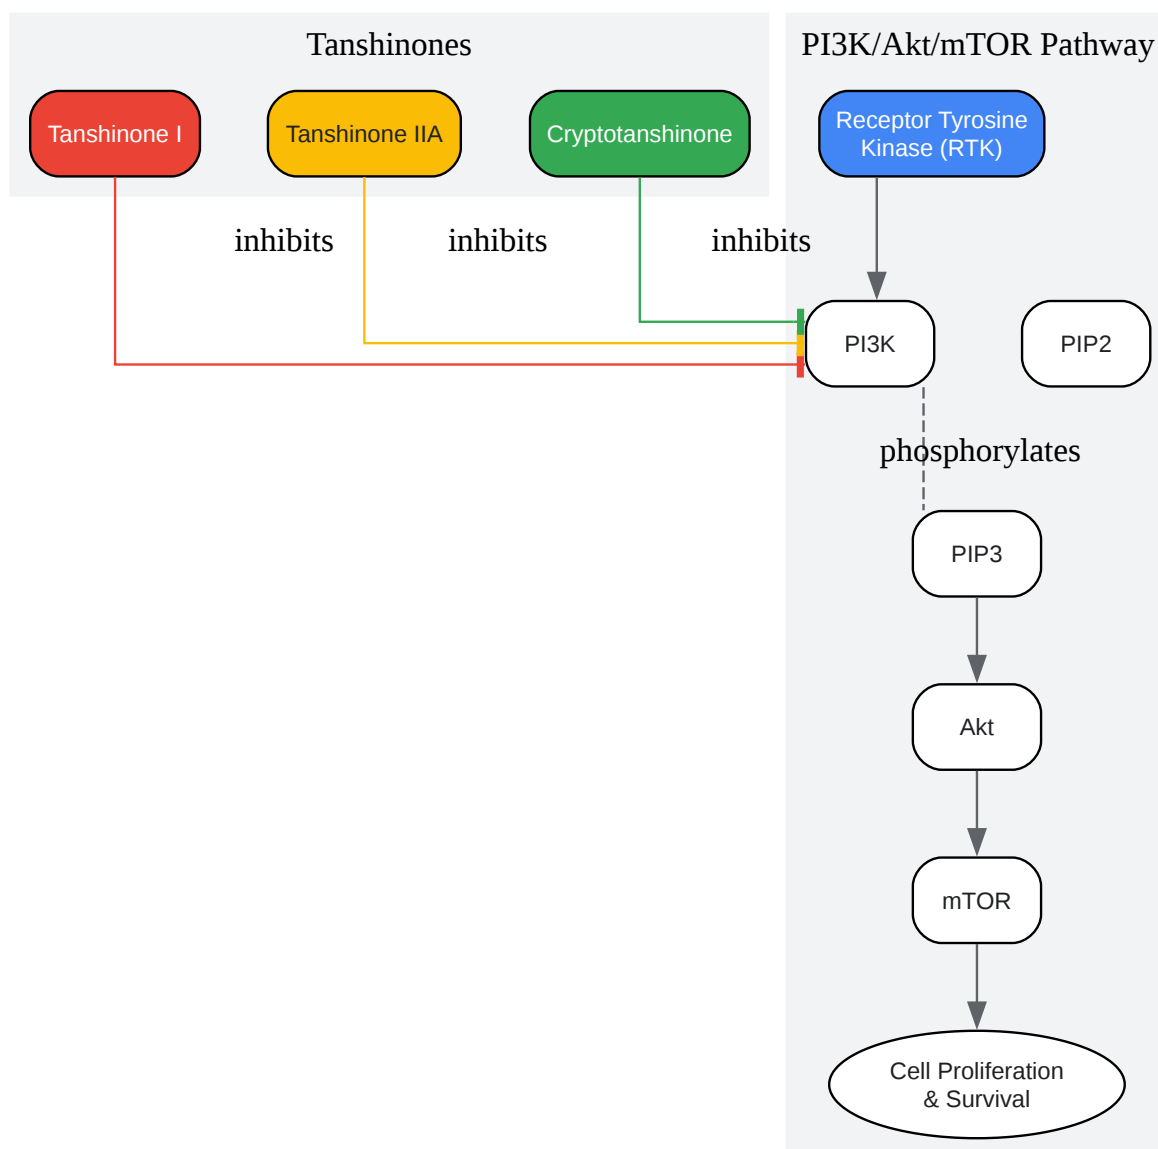 Tanshinones
PI3K/Akt/mTOR Pathway
Tanshinone I
Tanshinone IIA
Cryptotanshinone
Receptor Tyrosine
Kinase (RTK)
inhibits
inhibits
inhibits
PI3K
PIP2
phosphorylates
PIP3
Akt
mTOR
Cell Proliferation
& Survival